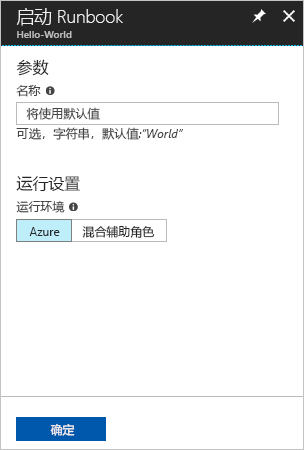 启动 Runbook
Hello-World
参数
名称
将使用默认值
可选，字符串，默认值:“World”
运行设置
运行环境
Azure
混合辅助角色
确定